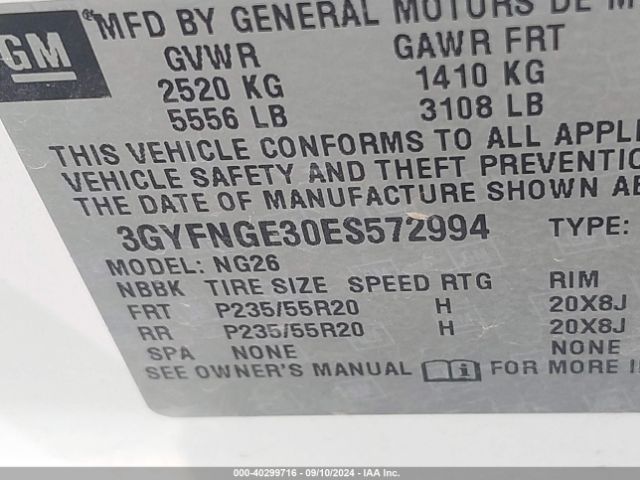 GM
MFD BY GENERAL MOTORS DE
GVWR GAWR FRT
2520 KG 1410 KG
5556 LB 3108 LB
THIS VEHICLE CONFORMS TO ALL
VEHICLE SAFETY AND THEFT
THE DATE OF MANUFACTURE SHOWN
3GYFNGE30ES572994 TYPE:
MODEL: NG26
NBBK TIRE SIZE SPEED RTG RIM
FRT P235/55R20 H 20X8J
RR P235/55R20 H 20X8J
SPA NONE NONE
SEE OWNER'S MANUAL i FOR MORE
000-40299716 - 09/10/2024 - IAA Inc.